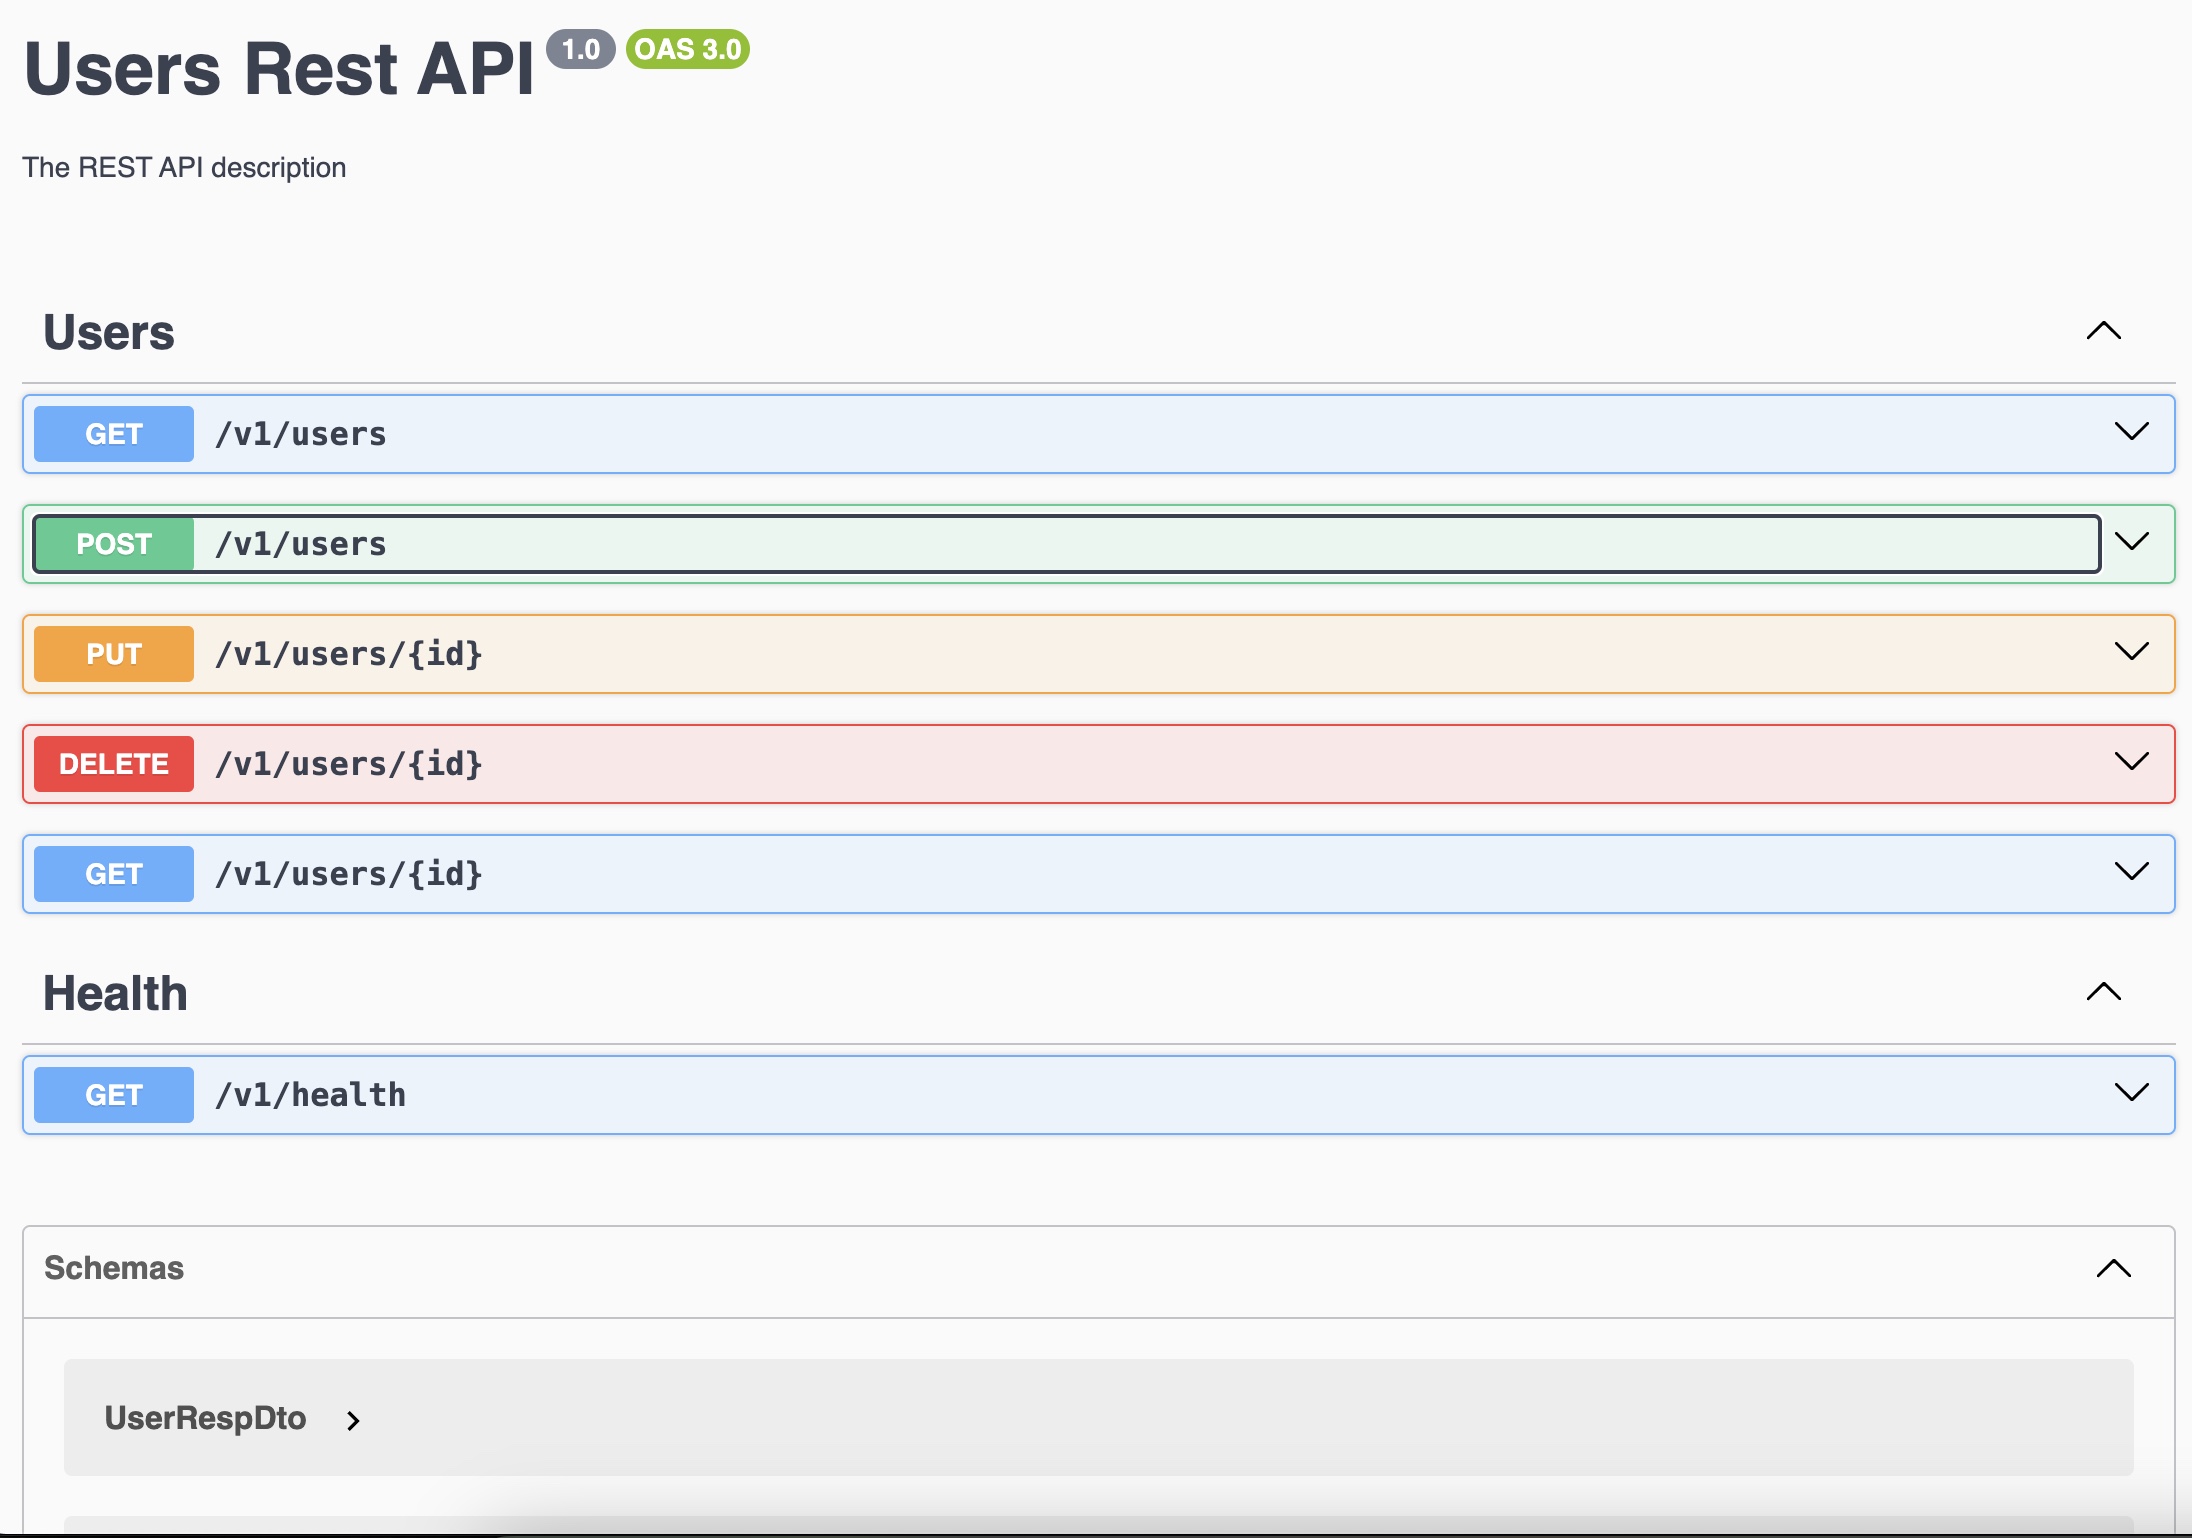 Users Rest API 1.0 OAS 3.0
The REST API description
Users
GET /v1/users
POST /v1/users
PUT /v1/users/{id}
DELETE /v1/users/{id}
GET /v1/users/{id}
Health
GET /v1/health
Schemas
UserRespDto